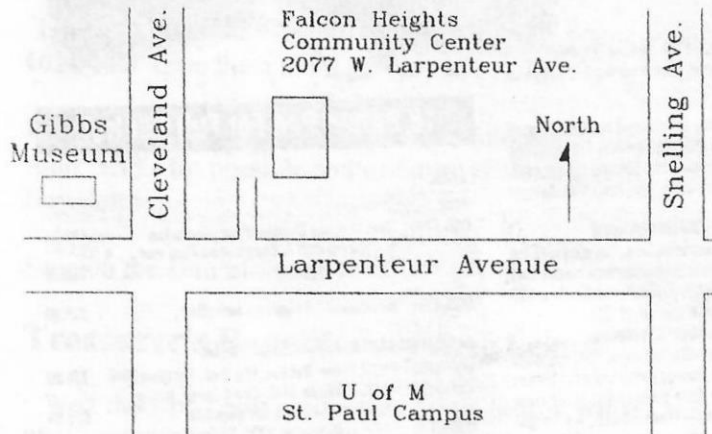 Falcon Heights
Community Center
2077 W. Larpenteur Ave.
Cleveland Ave.
Snelling Ave.
Gibbs
Museum
North
Larpenteur Avenue
U of M
St. Paul Campus